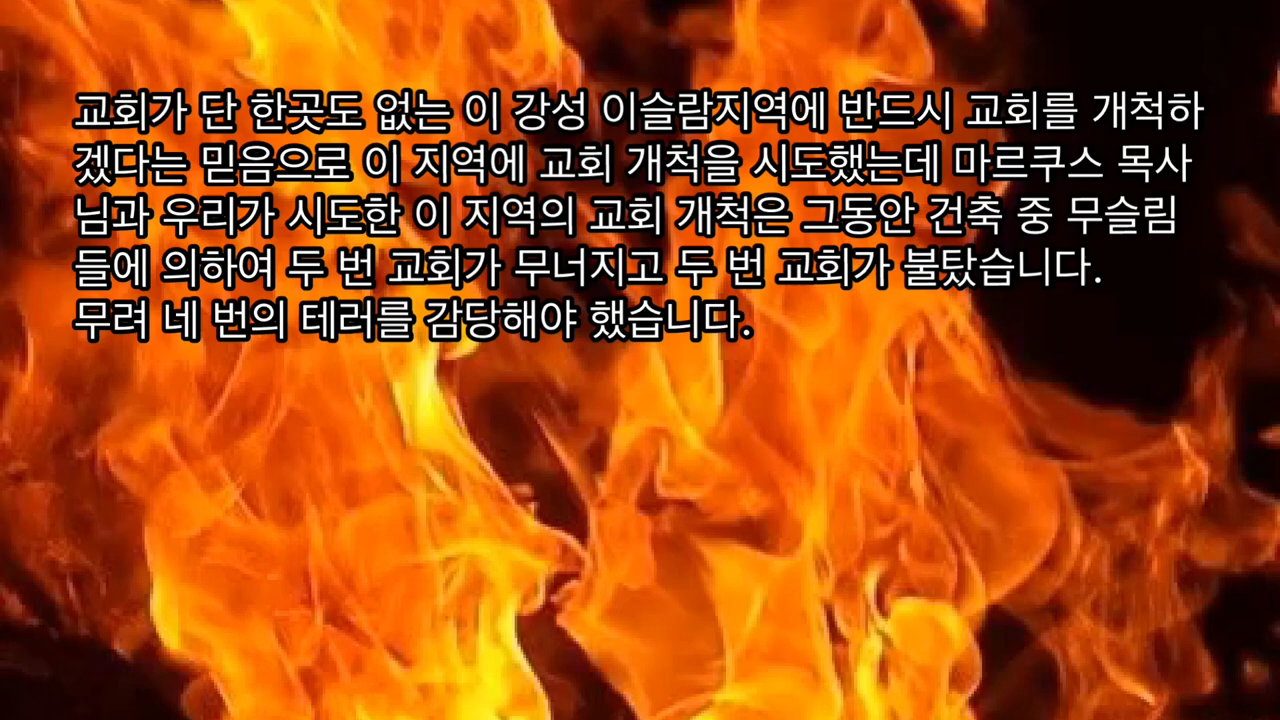 교회가 단 한곳도 없는 이 강성 이슬람지역에 반드시 교회를 개척하
겠다는 믿음으로 이 지역에 교회 개척을 시도했는데 마르쿠스 목사
님과 우리가 시도한 이 지역의 교회 개척은 그동안 건축 중 무슬림
들에 의하여 두 번 교회가 무너지고 두 번 교회가 불탔습니다.
무려 네 번의 테러를 감당해야 했습니다.